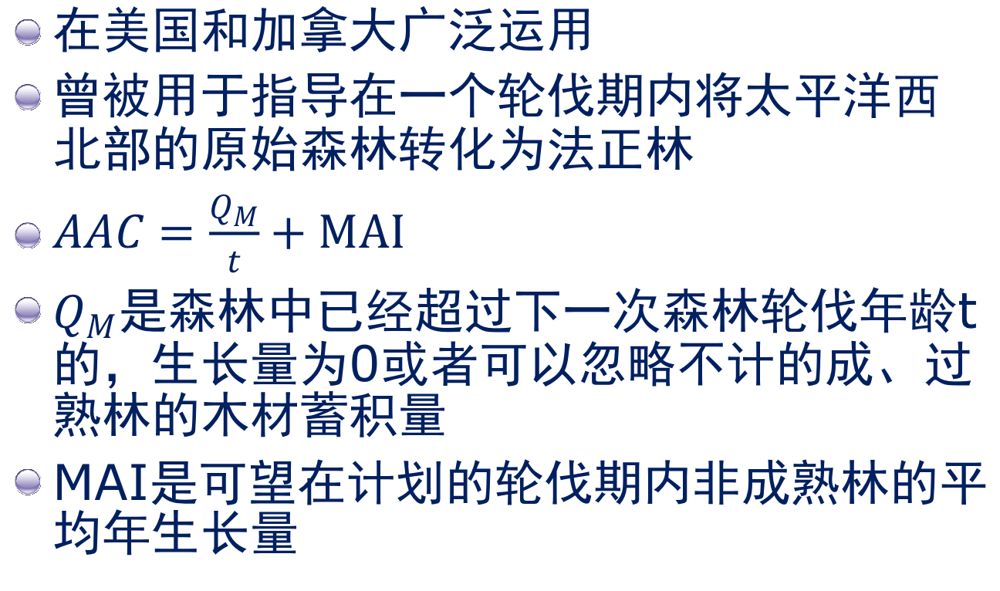 在美国和加拿大广泛运用
曾被用于指导在一个轮伐期内将太平洋西
北部的原始森林转化为法正林
$AAC = \frac{Q_M}{t} + \mathrm{MAI}$
$Q_M$是森林中已经超过下一次森林轮伐年龄t
的，生长量为0或者可以忽略不计的成、过
熟林的木材蓄积量
MAI是可望在计划的轮伐期内非成熟林的平
均年生长量